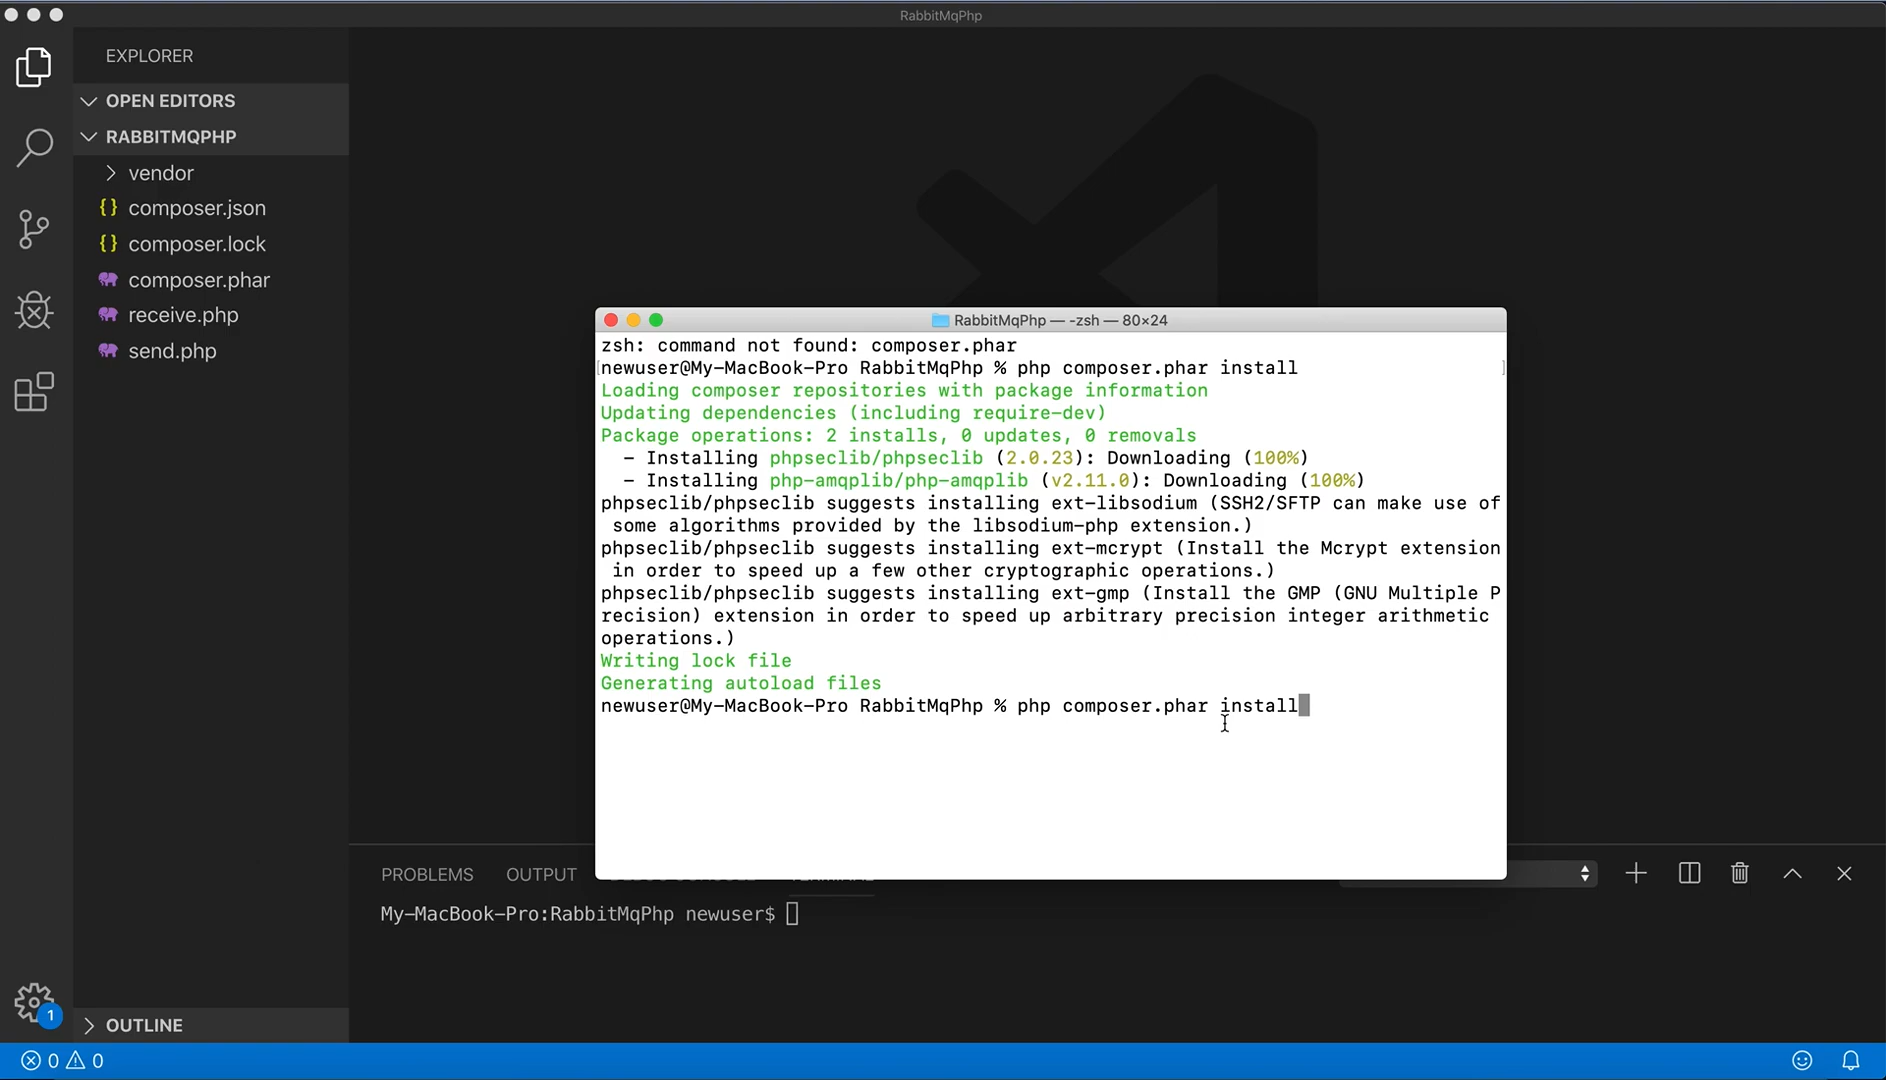 RabbitMqPhp
EXPLORER
OPEN EDITORS
RABBITMQPHP
vendor
{} composer.json
{} composer.lock
composer.phar
receive.php
send.php
RabbitMqPhp — -zsh — 80×24
zsh: command not found: composer.phar
[newuser@My-MacBook-Pro RabbitMqPhp % php composer.phar install ]
Loading composer repositories with package information
Updating dependencies (including require-dev)
Package operations: 2 installs, 0 updates, 0 removals
- Installing phpseclib/phpseclib (2.0.23): Downloading (100%)
- Installing php-amqplib/php-amqplib (v2.11.0): Downloading (100%)
phpseclib/phpseclib suggests installing ext-libsodium (SSH2/SFTP can make use of
some algorithms provided by the libsodium-php extension.)
phpseclib/phpseclib suggests installing ext-mcrypt (Install the Mcrypt extension
in order to speed up a few other cryptographic operations.)
phpseclib/phpseclib suggests installing ext-gmp (Install the GMP (GNU Multiple P
recision) extension in order to speed up arbitrary precision integer arithmetic
operations.)
Writing lock file
Generating autoload files
newuser@My-MacBook-Pro RabbitMqPhp % php composer.phar install
PROBLEMS OUTPUT
My-MacBook-Pro:RabbitMqPhp newuser$
1
OUTLINE
0 0